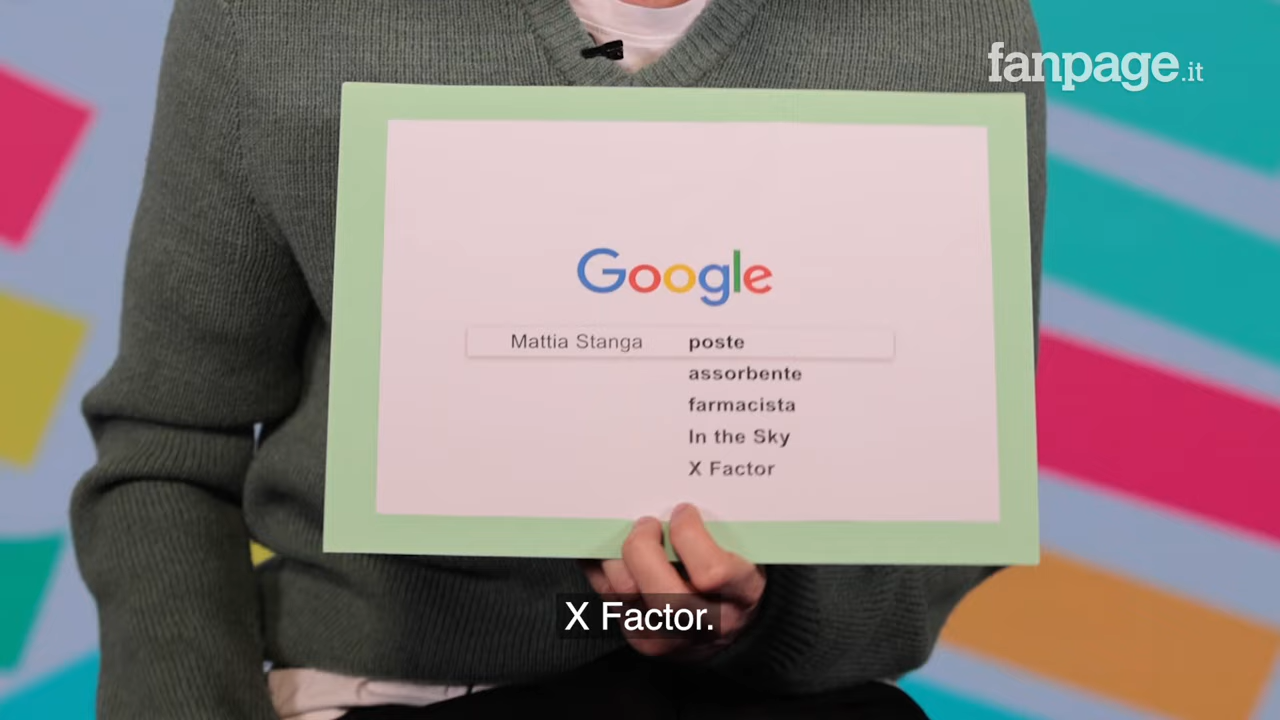 fanpage.it
Google
Mattia Stanga poste
assorbente
farmacista
In the Sky
X Factor
X Factor.